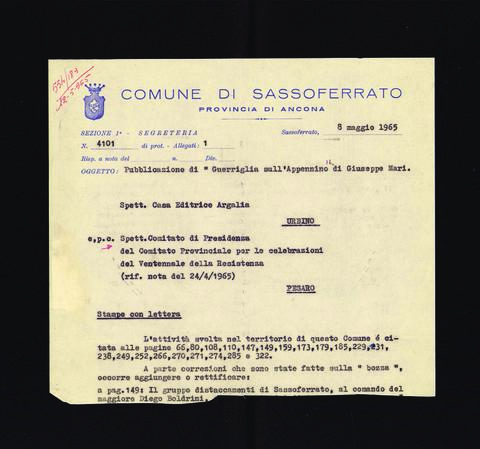 COMUNE DI SASSOFERRATO
PROVINCIA DI ANCONA
SEZIONE 1ª - SEGRETERIA
Sassoferrato, 8 maggio 1965
N. 4101 di prot. - Allegati: 1
Risp. a nota del n. Div.
OGGETTO: Pubblicazione di " Guerriglia sull'Appennino" di Giuseppe Mari.
Spett. Casa Editrice Argalia
URBINO
e,p.c. Spett.Comitato di Presidenza
del Comitato Provinciale per le celebrazioni
del Ventennale della Resistenza
(rif. nota del 24/4/1965)
PESARO
Stampe con lettera
L'attività svolta nel territorio di questo Comune é ci-
tata alle pagine 66,80,108,110,147,149,159,173,179,185,229,231,
238,249,252,266,270,271,274,285 e 322.
A parte correzioni che sono state fatte sulla " bozza ",
occorre aggiungere o rettificare:
a pag.149: Il gruppo distaccamenti di Sassoferrato, al comando del
maggiore Diego Boldrini,